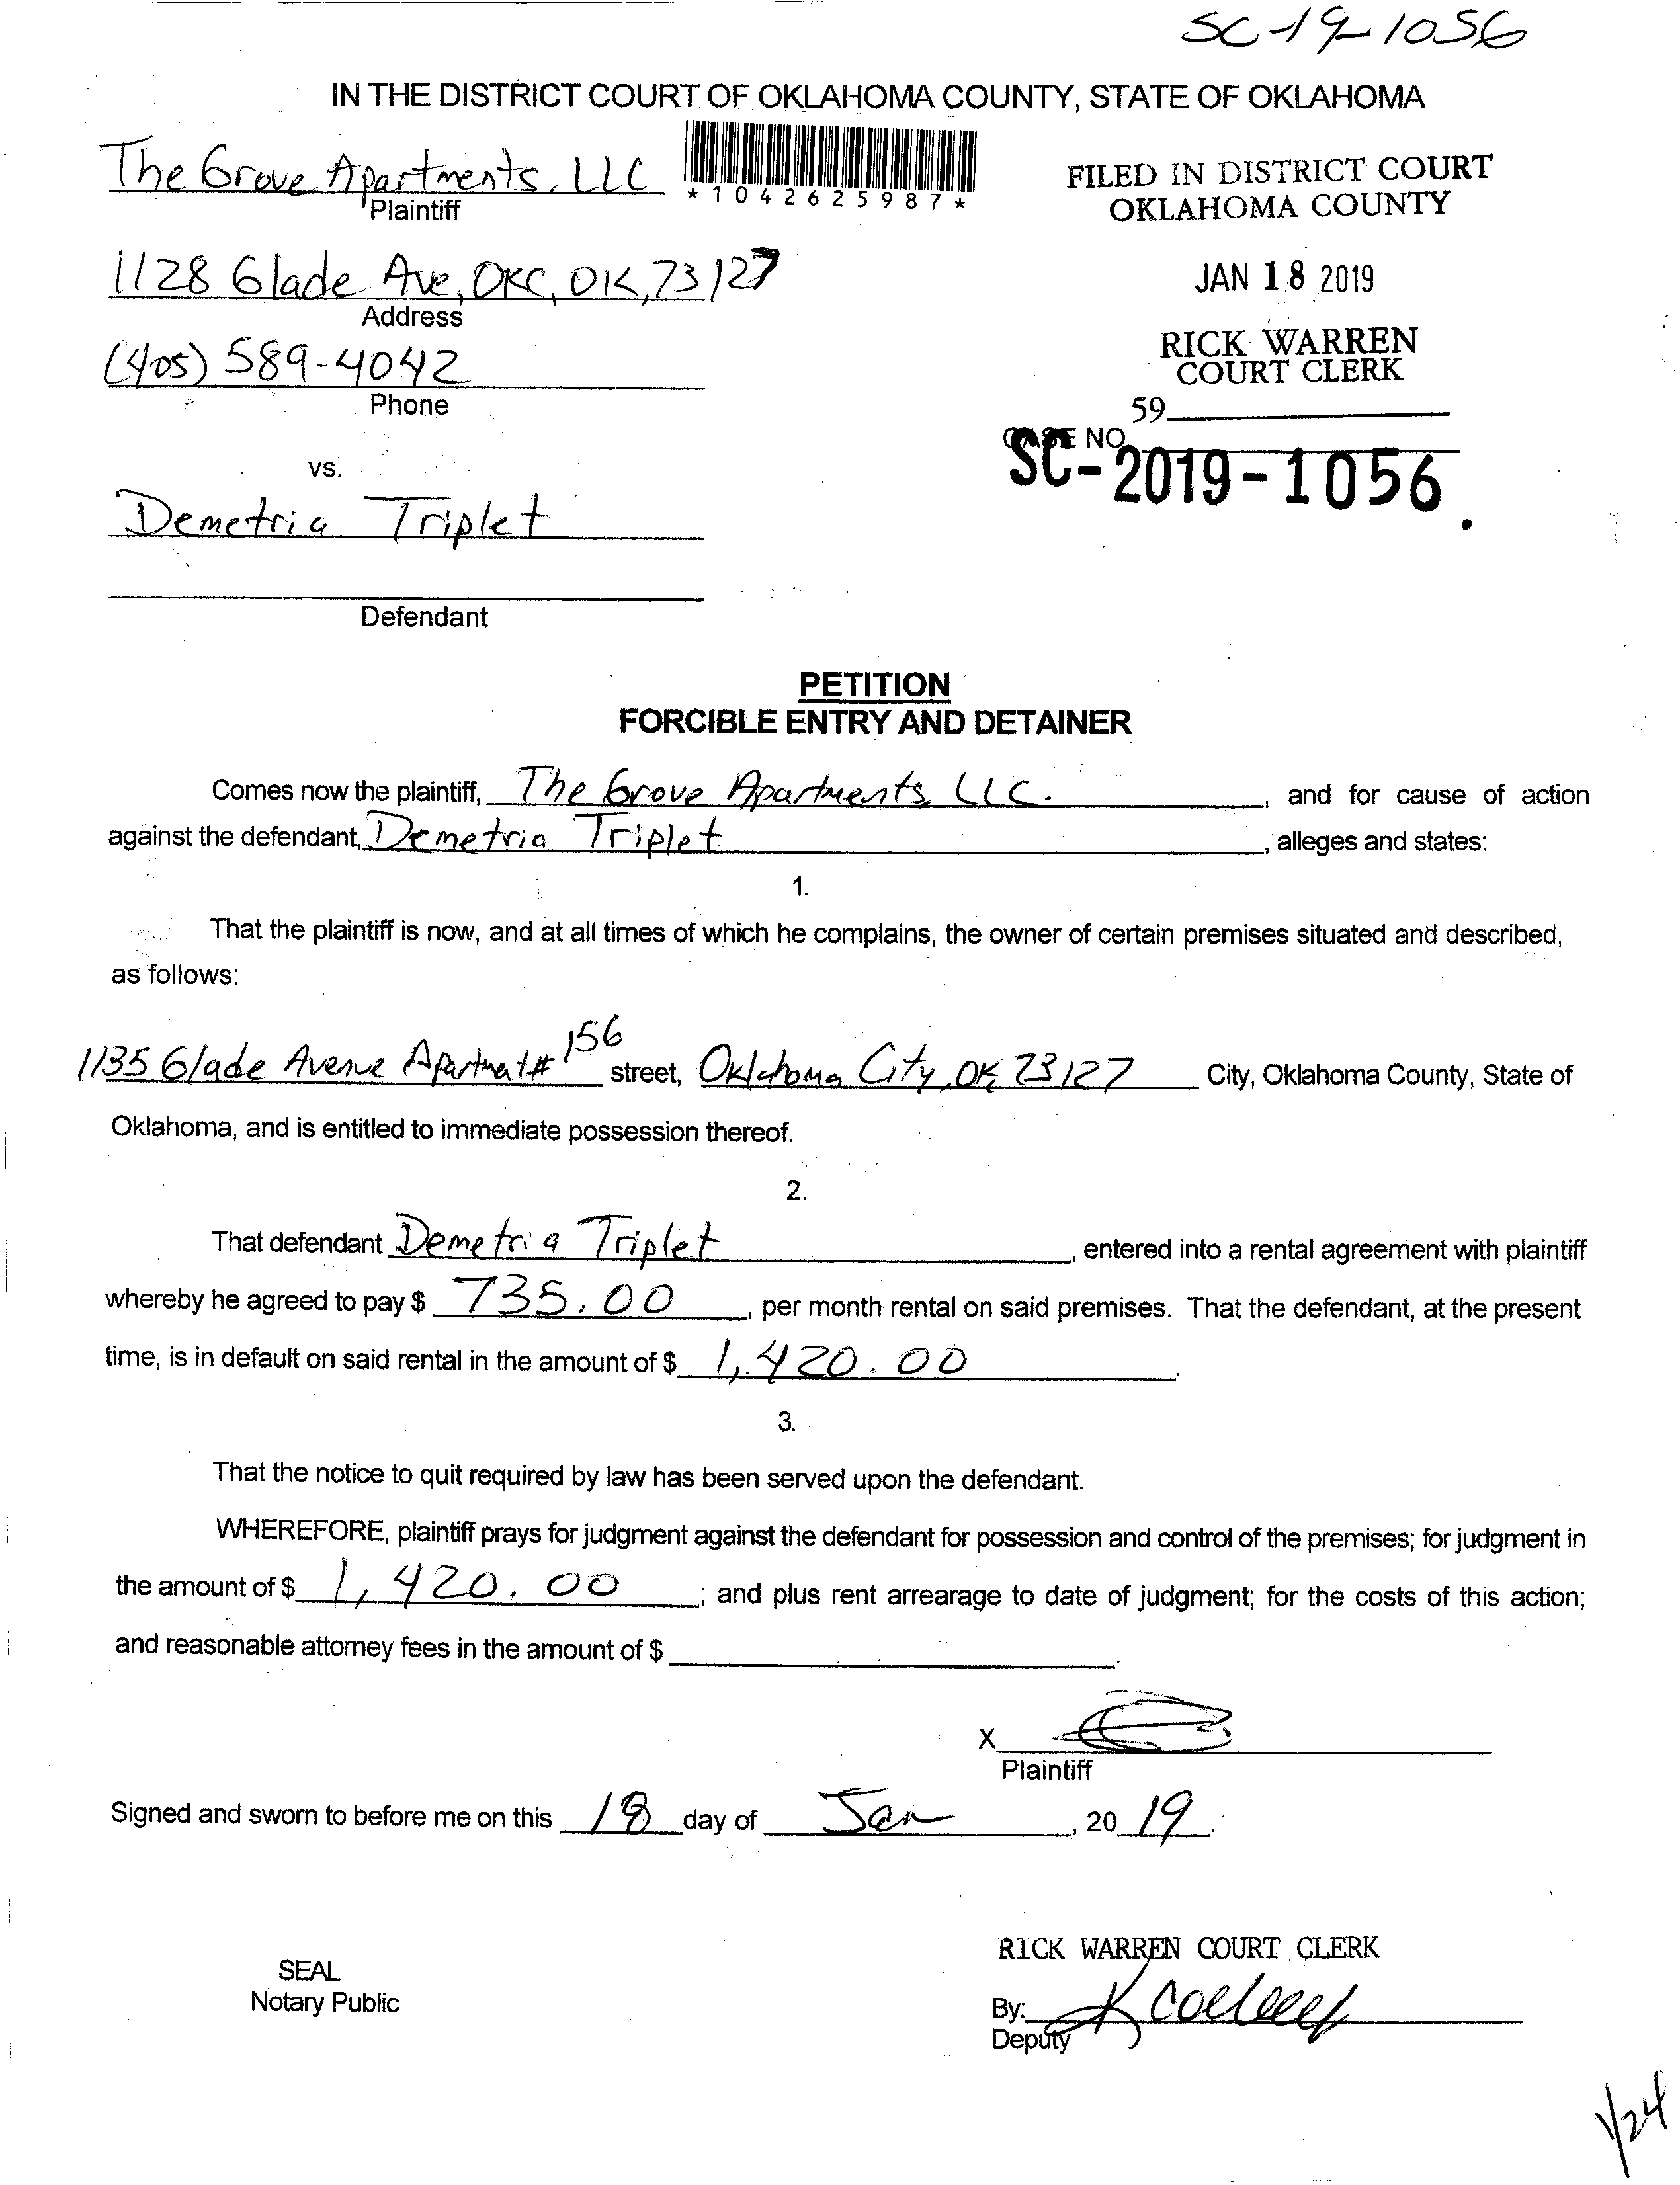 SC-19-1056
IN THE DISTRICT COURT OF OKLAHOMA COUNTY, STATE OF OKLAHOMA
The Grove Apartments, LLC
Plaintiff
*1042625987*
FILED IN DISTRICT COURT
OKLAHOMA COUNTY
JAN 18 2019
RICK WARREN
COURT CLERK
59
CASE NO.
SC-2019-1056.
1128 Glade Ave, OKC, OK, 73127
Address
(405) 589-4042
Phone
vs.
Demetria Triplet
Defendant
PETITION
FORCIBLE ENTRY AND DETAINER
Comes now the plaintiff, The Grove Apartments, LLC. , and for cause of action
against the defendant, Demetria Triplet , alleges and states:
1.
That the plaintiff is now, and at all times of which he complains, the owner of certain premises situated and described,
as follows:
1135 Glade Avenue Apartment# 156 street, Oklahoma City, OK 73127 City, Oklahoma County, State of
Oklahoma, and is entitled to immediate possession thereof.
2.
That defendant Demetria Triplet , entered into a rental agreement with plaintiff
whereby he agreed to pay $ 735.00 , per month rental on said premises. That the defendant, at the present
time, is in default on said rental in the amount of $ 1,420.00 .
3.
That the notice to quit required by law has been served upon the defendant.
WHEREFORE, plaintiff prays for judgment against the defendant for possession and control of the premises; for judgment in
the amount of $ 1,420.00 ; and plus rent arrearage to date of judgment; for the costs of this action;
and reasonable attorney fees in the amount of $ .
X
Plaintiff
Signed and sworn to before me on this 18 day of Jan , 20 19.
SEAL
Notary Public
RICK WARREN COURT CLERK
By:
Deputy
1/24